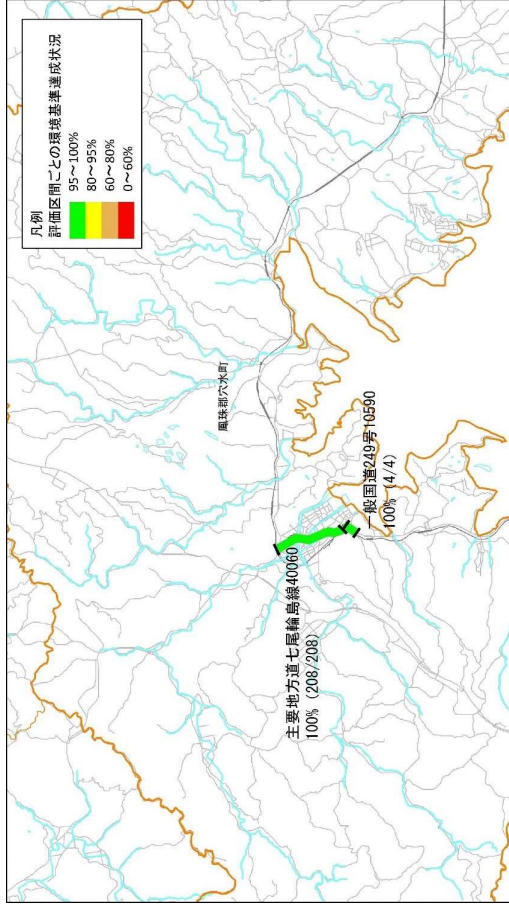 凡例
評価区間ごとの環境基準達成状況
95～100%
80～95%
60～80%
0～60%
鳳珠郡穴水町
主要地方道七尾輪島線40060
100% (208/208)
一般国道249号10590
100% (4/4)